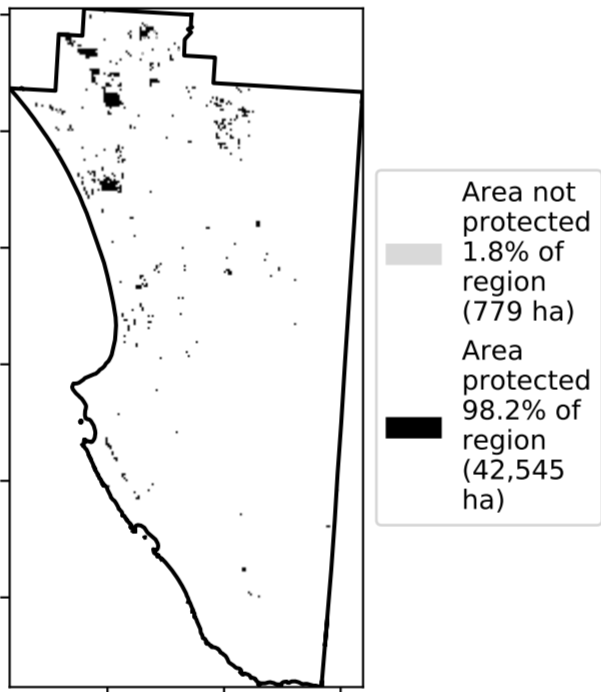 Area not
protected
1.8% of
region
(779 ha)
Area
protected
98.2% of
region
(42,545
ha)